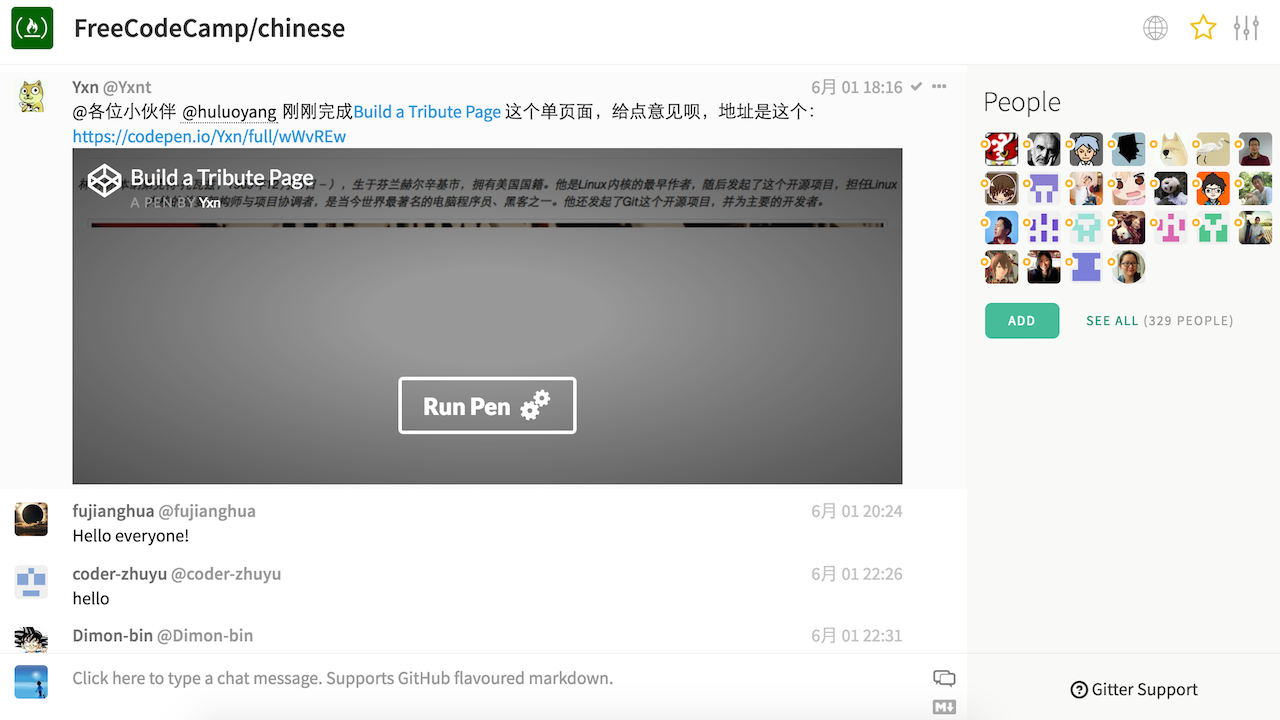 FreeCodeCamp/chinese
Yxn @Yxnt
6月 01 18:16
@各位小伙伴 @huluoyang 刚刚完成Build a Tribute Page 这个单页面，给点意见呗，地址是这个：
https://codepen.io/Yxn/full/wWvREw
Build a Tribute Page
），生于芬兰赫尔辛基市，拥有美国国籍。他是Linux内核的最早作者，随后发起了这个开源项目，担任Linux
A PEN BY Yxn
构师与项目协调者，是当今世界最著名的电脑程序员、黑客之一。他还发起了Git这个开源项目，并为主要的开发者。
Run Pen
fujianghua @fujianghua
6月 01 20:24
Hello everyone!
coder-zhuyu @coder-zhuyu
6月 01 22:26
hello
Dimon-bin @Dimon-bin
6月 01 22:31
Click here to type a chat message. Supports GitHub flavoured markdown.
People
ADD
SEE ALL (329 PEOPLE)
Gitter Support